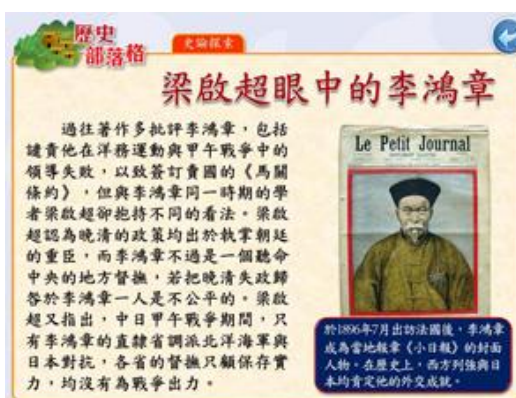 歷史
部落格
史論探索
梁啟超眼中的李鴻章
過往著作多批評李鴻章，包括
譴責他在洋務運動與甲午戰爭中的
領導失敗，以致簽訂賣國的《馬關
條約》，但與李鴻章同一時期的學
者梁啟超卻抱持不同的看法。梁啟
超認為晚清的政策均出於執掌朝廷
的重臣，而李鴻章不過是一個聽命
中央的地方督撫，若把晚清失政歸
咎於李鴻章一人是不公平的。梁啟
超又指出，中日甲午戰爭期間，只
有李鴻章的直隸省調派北洋海軍與
日本對抗，各省的督撫只顧保存實
力，均沒有為戰爭出力。
Le Petit Journal
於1896年7月出訪法國後，李鴻章
成為當地報章《小日報》的封面
人物。在歷史上，西方列強與日
本均肯定他的外交成就。